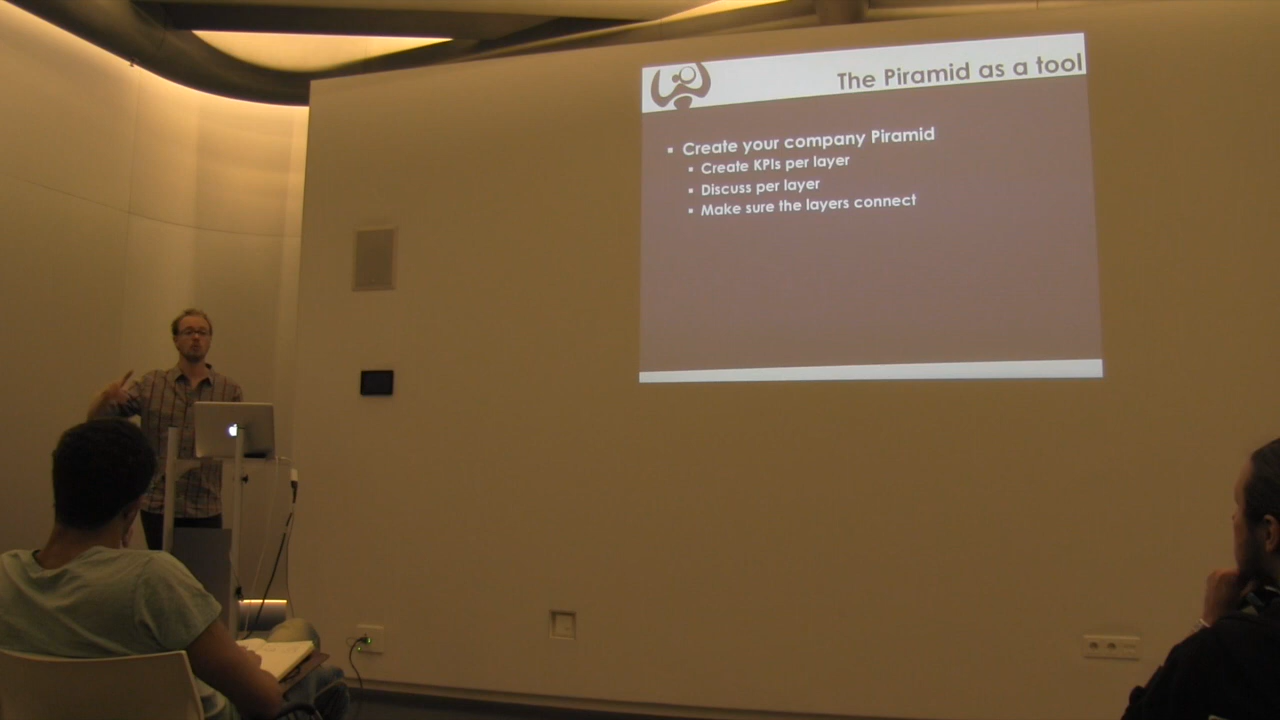 The Piramid as a tool
▪ Create your company Piramid
▪ Create KPIs per layer
▪ Discuss per layer
▪ Make sure the layers connect